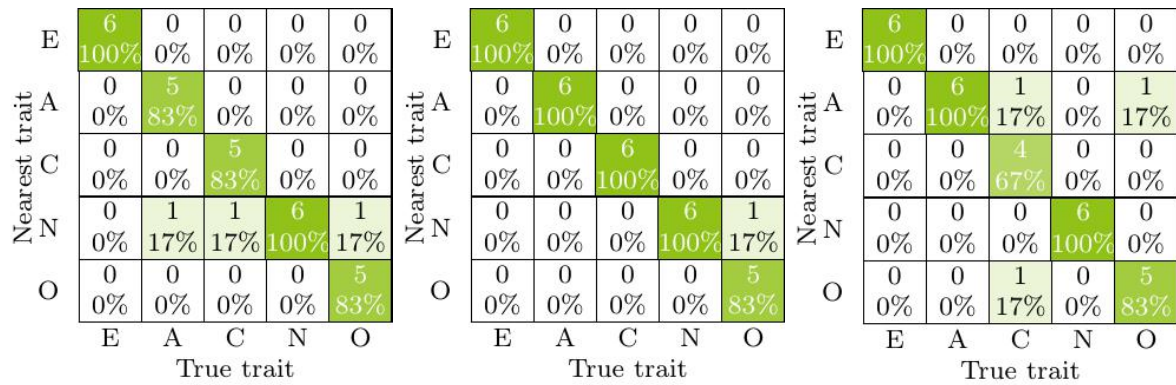 Nearest trait
E 6 0 0 0 0
100% 0% 0% 0% 0%
A 0 5 0 0 0
0% 83% 0% 0% 0%
C 0 0 5 0 0
0% 0% 83% 0% 0%
N 0 1 1 6 1
0% 17% 17% 100% 17%
O 0 0 0 0 5
0% 0% 0% 0% 83%
E A C N O
True trait
Nearest trait
E 6 0 0 0 0
100% 0% 0% 0% 0%
A 0 6 0 0 0
0% 100% 0% 0% 0%
C 0 0 6 0 0
0% 0% 100% 0% 0%
N 0 0 0 6 1
0% 0% 0% 100% 17%
O 0 0 0 0 5
0% 0% 0% 0% 83%
E A C N O
True trait
Nearest trait
E 6 0 0 0 0
100% 0% 0% 0% 0%
A 0 6 1 0 1
0% 100% 17% 0% 17%
C 0 0 4 0 0
0% 0% 67% 0% 0%
N 0 0 0 6 0
0% 0% 0% 100% 0%
O 0 0 1 0 5
0% 0% 17% 0% 83%
E A C N O
True trait